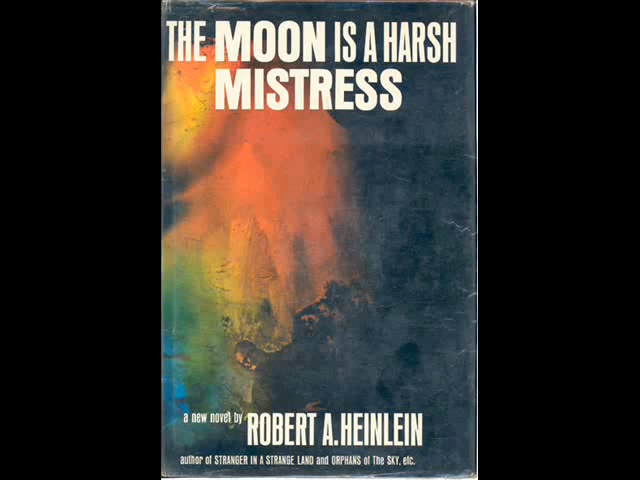 THE MOON IS A HARSH
MISTRESS
a new novel by ROBERT A. HEINLEIN
author of STRANGER IN A STRANGE LAND and ORPHANS of The SKY, etc.